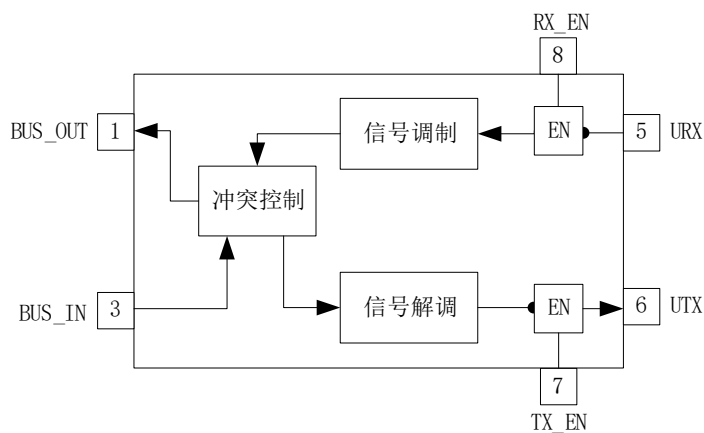 RX_EN
8
BUS_OUT
1
信号调制
EN
5
URX
冲突控制
BUS_IN
3
信号解调
EN
6
UTX
7
TX_EN